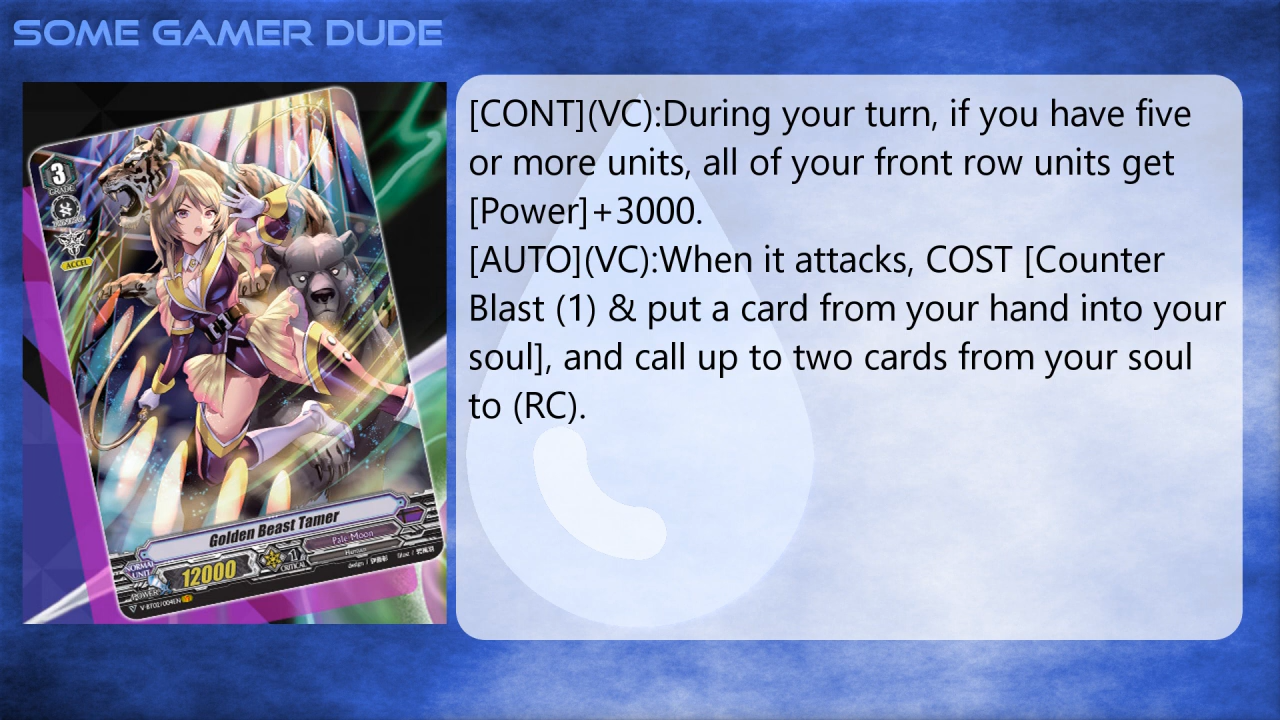 SOME GAMER DUDE
[CONT](VC):During your turn, if you have five
or more units, all of your front row units get
[Power]+3000.
[AUTO](VC):When it attacks, COST [Counter
Blast (1) & put a card from your hand into your
soul], and call up to two cards from your soul
to (RC).
3
GRADE
ACCEL
Golden Beast Tamer
Pale Moon
Human
NORMAL
UNIT
POWER
12000
1
CRITICAL
V-BT02/004EN